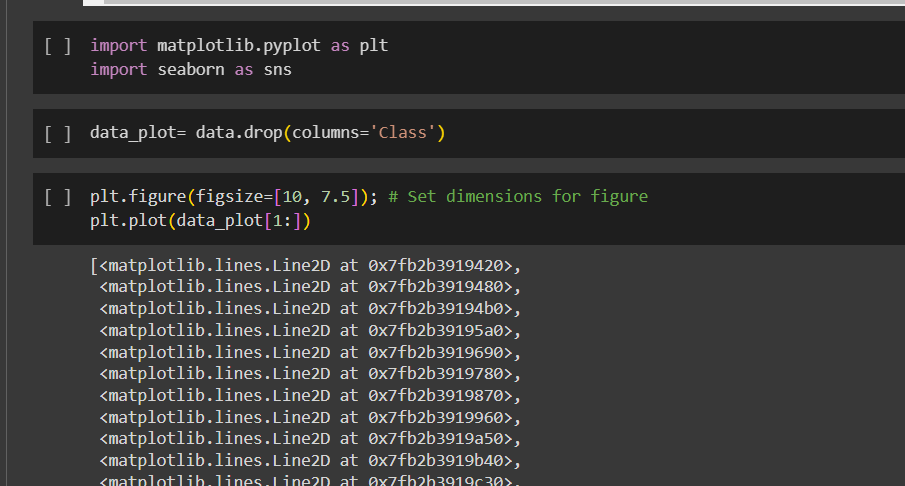 [ ] import matplotlib.pyplot as plt
import seaborn as sns
[ ] data_plot= data.drop(columns='Class')
[ ] plt.figure(figsize=[10, 7.5]); # Set dimensions for figure
plt.plot(data_plot[1:])
[<matplotlib.lines.Line2D at 0x7fb2b3919420>,
<matplotlib.lines.Line2D at 0x7fb2b3919480>,
<matplotlib.lines.Line2D at 0x7fb2b39194b0>,
<matplotlib.lines.Line2D at 0x7fb2b39195a0>,
<matplotlib.lines.Line2D at 0x7fb2b3919690>,
<matplotlib.lines.Line2D at 0x7fb2b3919780>,
<matplotlib.lines.Line2D at 0x7fb2b3919870>,
<matplotlib.lines.Line2D at 0x7fb2b3919960>,
<matplotlib.lines.Line2D at 0x7fb2b3919a50>,
<matplotlib.lines.Line2D at 0x7fb2b3919b40>,
<matplotlib.lines.Line2D at 0x7fb2b3919c30>,